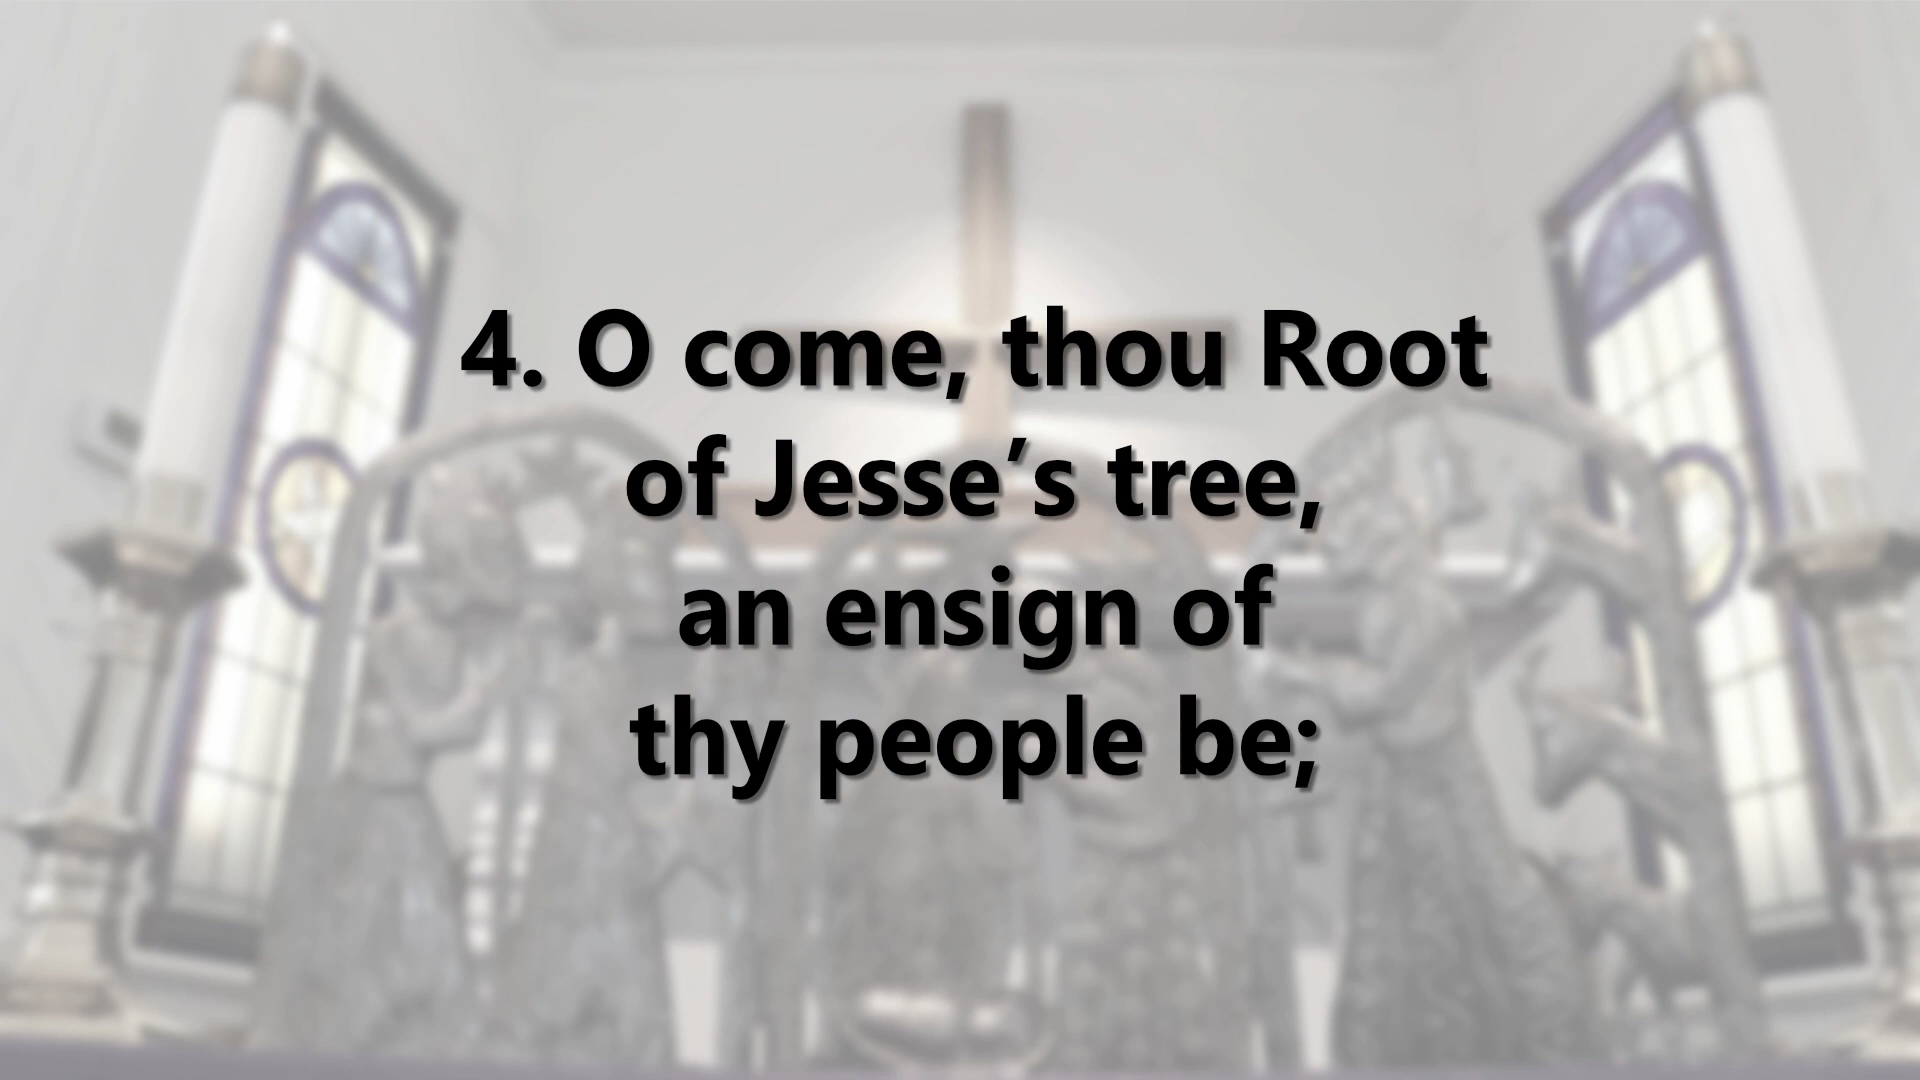 4. O come, thou Root
of Jesse’s tree,
an ensign of
thy people be;